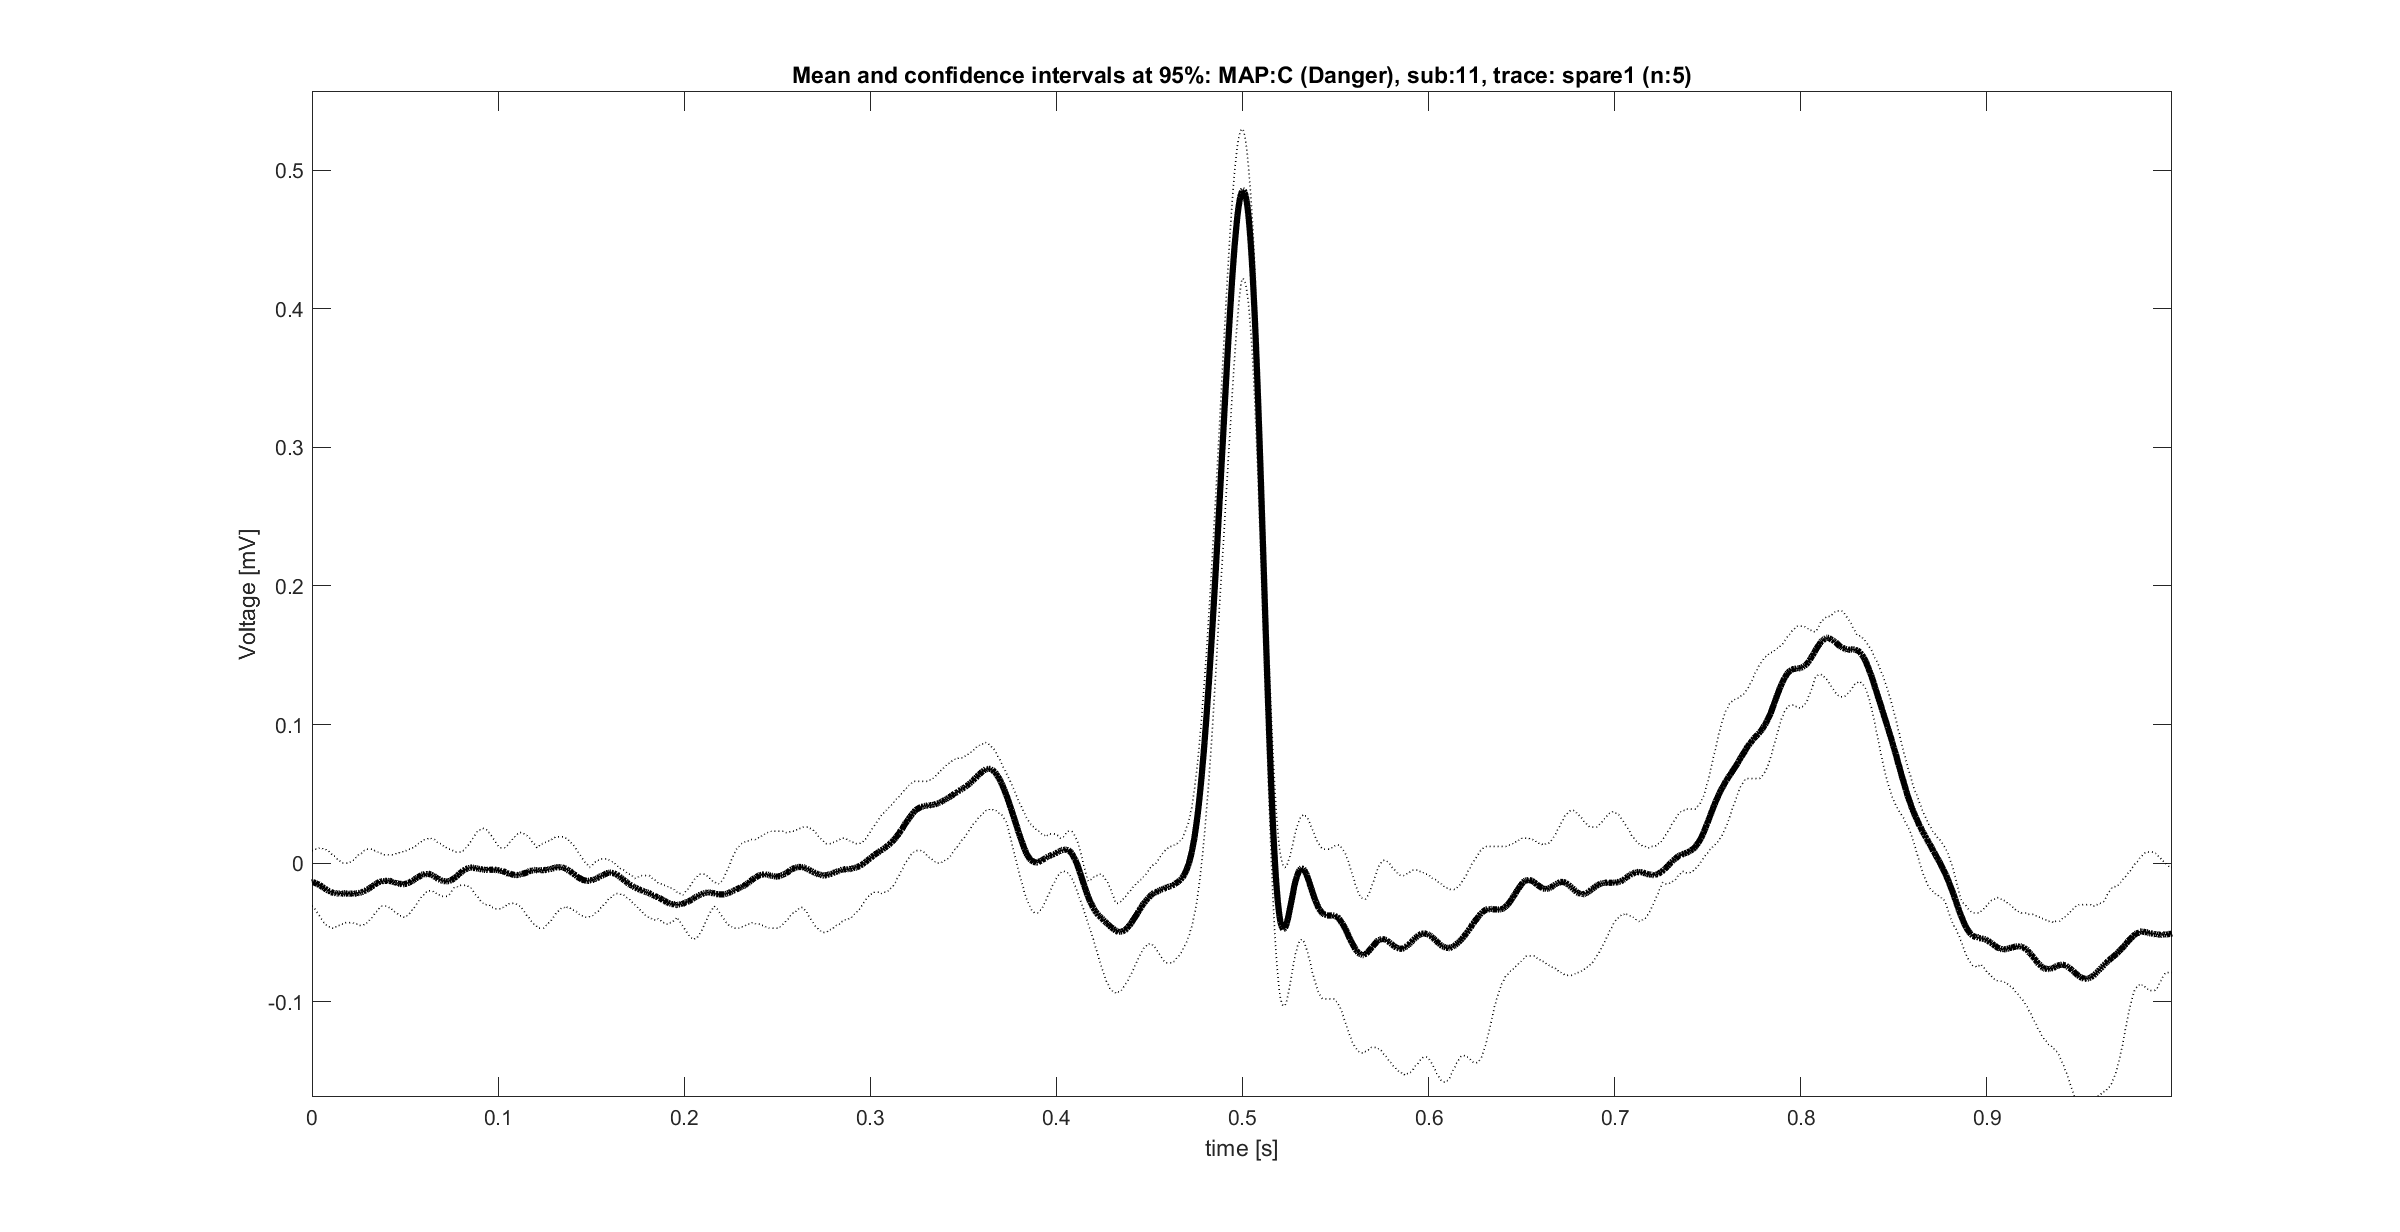 Mean and confidence intervals at 95%: MAP:C (Danger), sub:11, trace: spare1 (n:5)
Voltage [mV]
0.5
0.4
0.3
0.2
0.1
0
-0.1
0 0.1 0.2 0.3 0.4 0.5 0.6 0.7 0.8 0.9
time [s]